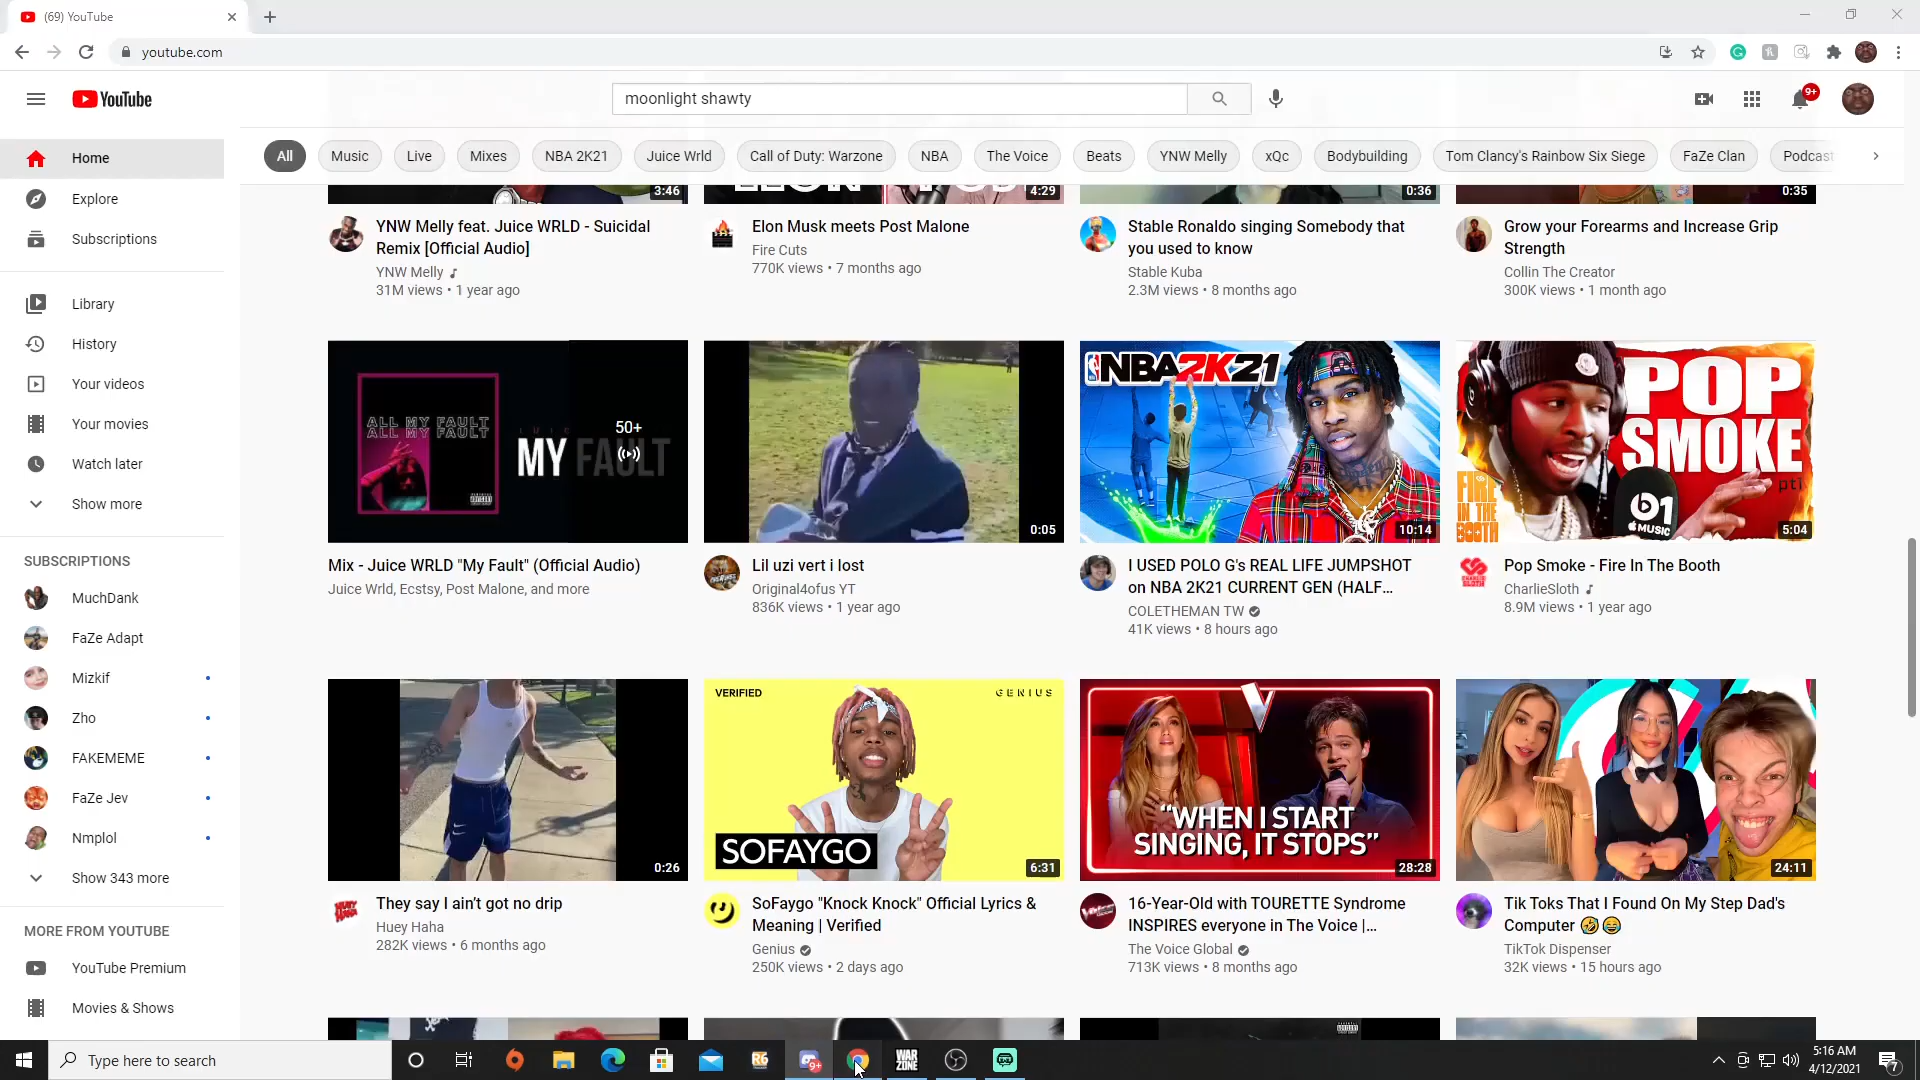 (69) YouTube
youtube.com
YouTube
moonlight shawty
9+
All
Music
Live
Mixes
NBA 2K21
Juice Wrld
Call of Duty: Warzone
NBA
The Voice
Beats
YNW Melly
xQc
Bodybuilding
Tom Clancy's Rainbow Six Siege
FaZe Clan
Podcast
Home
Explore
Subscriptions
Library
History
Your videos
Your movies
Watch later
Show more
SUBSCRIPTIONS
MuchDank
FaZe Adapt
Mizkif
Zho
FAKEMEME
FaZe Jev
Nmplol
Show 343 more
MORE FROM YOUTUBE
YouTube Premium
Movies & Shows
3:46
4:29
0:36
0:35
YNW Melly feat. Juice WRLD - Suicidal
Remix [Official Audio]
YNW Melly
31M views • 1 year ago
Elon Musk meets Post Malone
Fire Cuts
770K views • 7 months ago
Stable Ronaldo singing Somebody that
you used to know
Stable Kuba
2.3M views • 8 months ago
Grow your Forearms and Increase Grip
Strength
Collin The Creator
300K views • 1 month ago
ALL MY FAULT
ALL MY FAULT
MY FAULT
50+
0:05
NBA2K21
10:14
POP
SMOKE
pt1
FIRE
IN THE
BOOTH
1
MUSIC
5:04
Mix - Juice WRLD "My Fault" (Official Audio)
Juice Wrld, Ecstsy, Post Malone, and more
Lil uzi vert i lost
Original4ofus YT
836K views • 1 year ago
I USED POLO G's REAL LIFE JUMPSHOT
on NBA 2K21 CURRENT GEN (HALF...
COLETHEMAN TW
41K views • 8 hours ago
Pop Smoke - Fire In The Booth
CharlieSloth
8.9M views • 1 year ago
0:26
VERIFIED
GENIUS
SOFAYGO
6:31
"WHEN I START
SINGING, IT STOPS"
28:28
24:11
They say I ain't got no drip
Huey Haha
282K views • 6 months ago
SoFaygo "Knock Knock" Official Lyrics &
Meaning | Verified
Genius
250K views • 2 days ago
16-Year-Old with TOURETTE Syndrome
INSPIRES everyone in The Voice |...
The Voice Global
713K views • 8 months ago
Tik Toks That I Found On My Step Dad's
Computer 🤣😂
TikTok Dispenser
32K views • 15 hours ago
Type here to search
R6
9+
WAR
ZONE
5:16 AM
4/12/2021
7